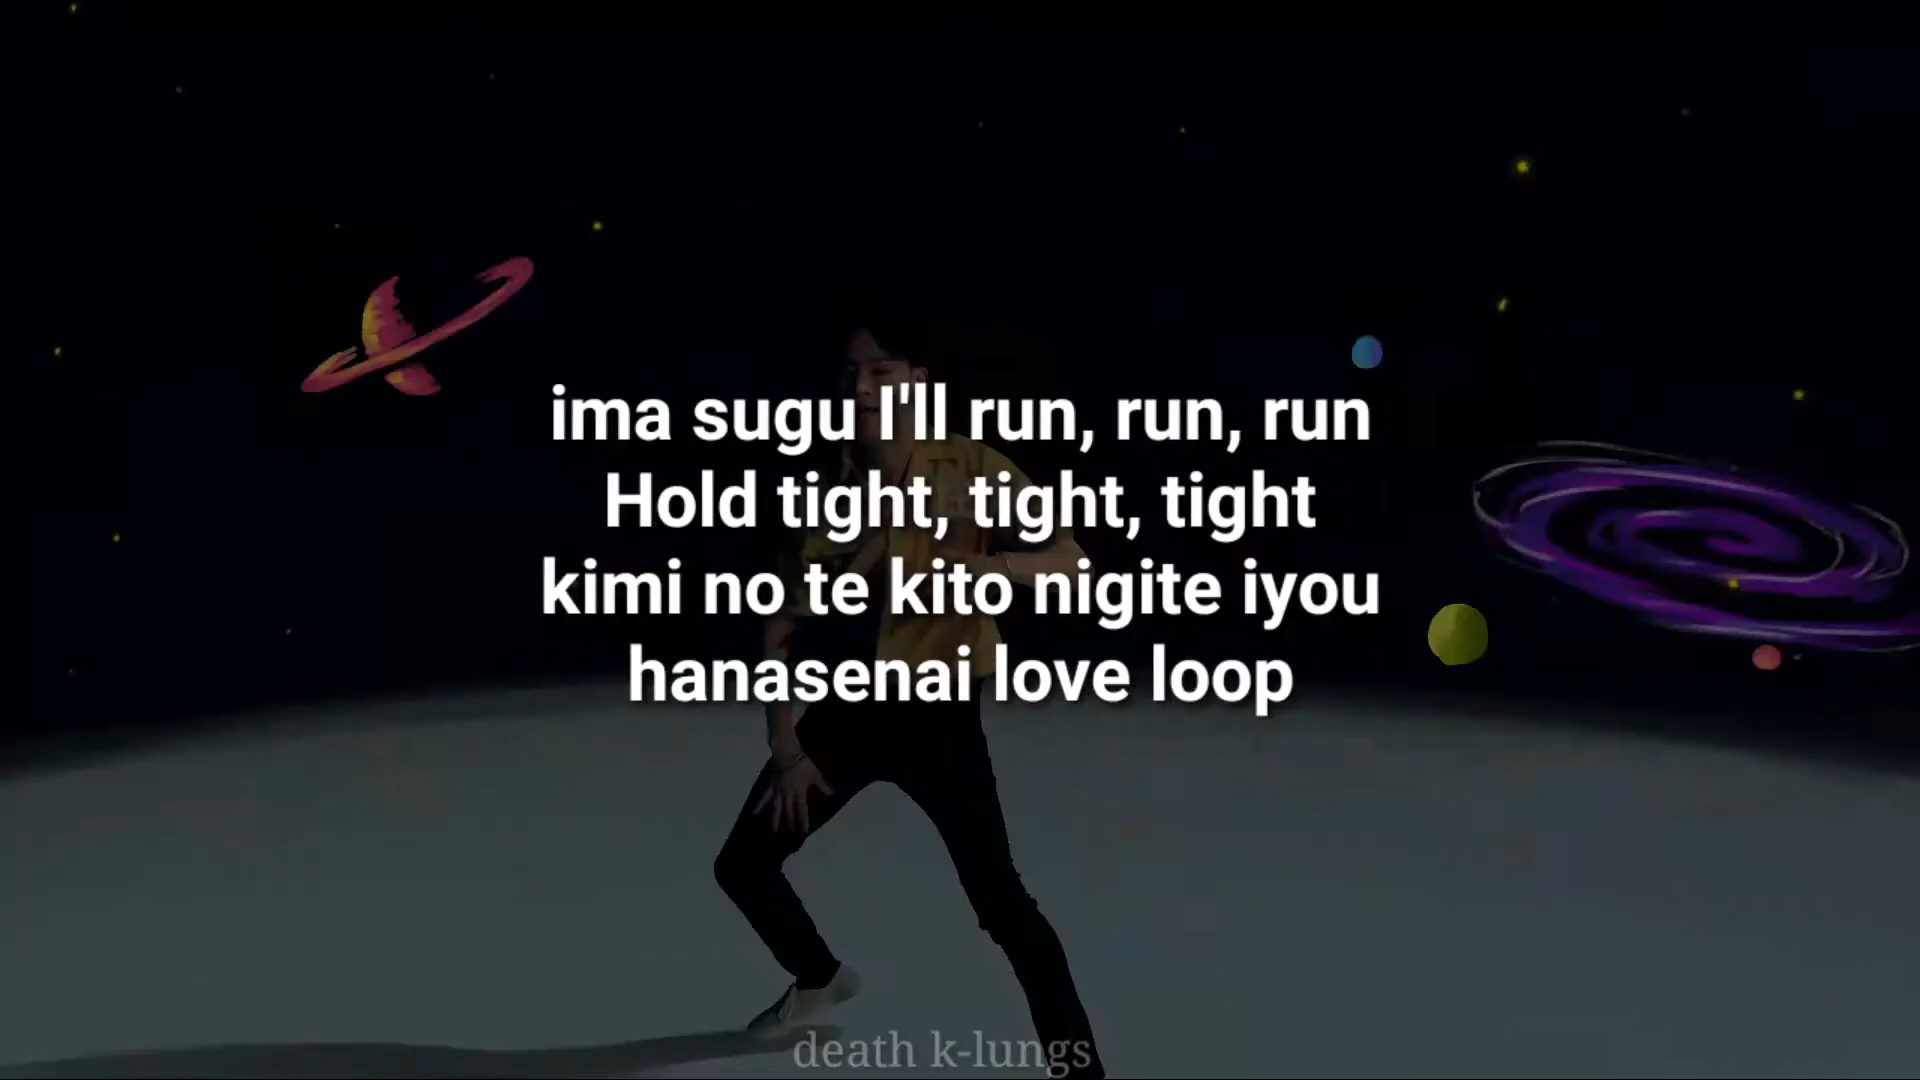 ima sugu I'll run, run, run
Hold tight, tight, tight
kimi no te kito nigite iyou
hanasenai love loop
death k-lungs